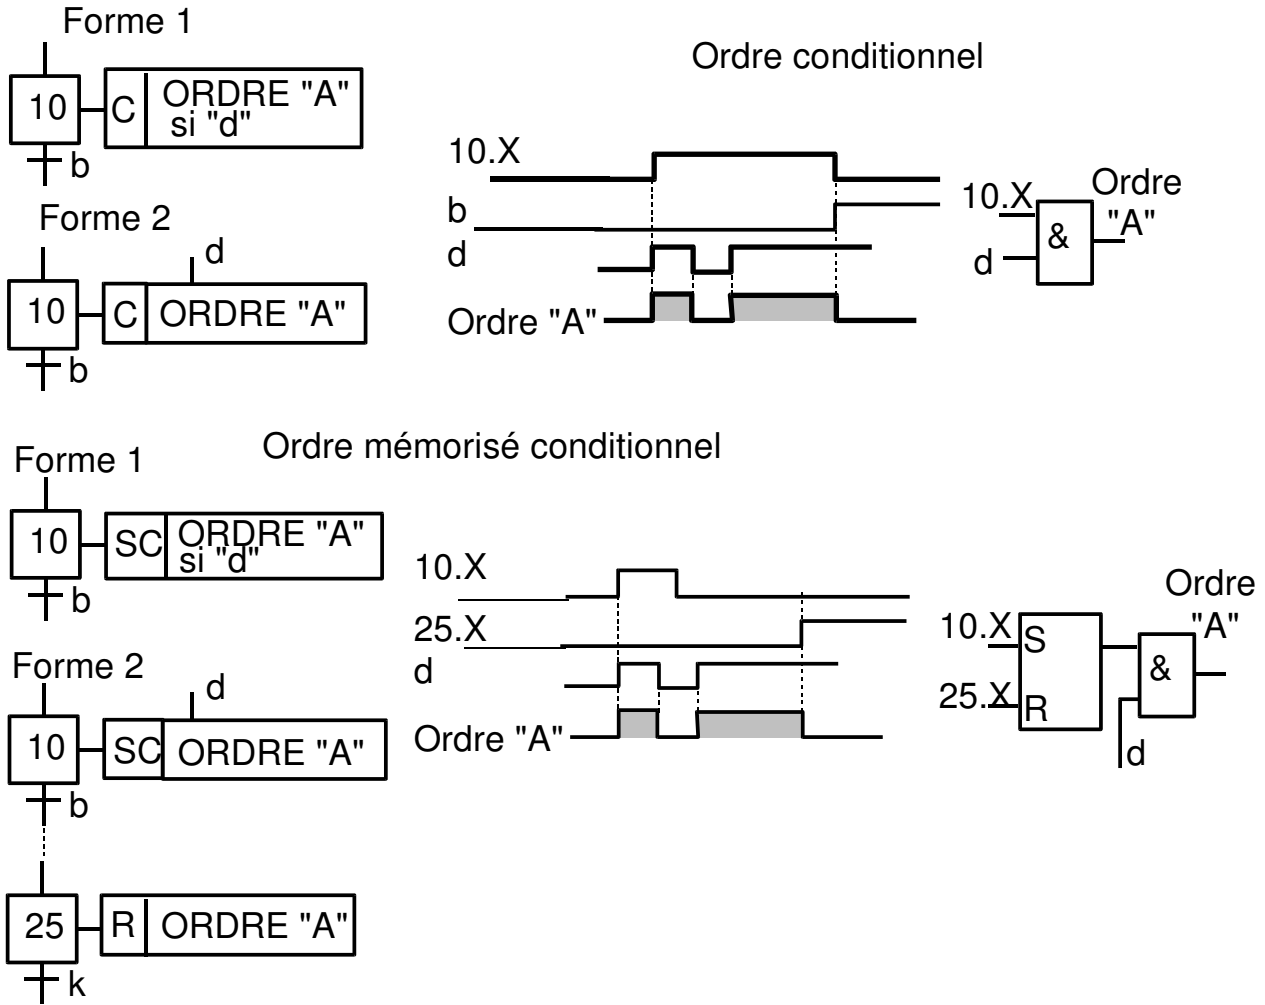 Forme 1
Ordre conditionnel
10 C ORDRE "A"
si "d"
b
Forme 2
d
10 C ORDRE "A"
b
10.X
b
d
Ordre "A"
10.X
d
&
Ordre
"A"
Ordre mémorisé conditionnel
Forme 1
10 SC ORDRE "A"
si "d"
b
Forme 2
d
10 SC ORDRE "A"
b
25 R ORDRE "A"
k
10.X
25.X
d
Ordre "A"
10.X S
25.X R
&
d
Ordre
"A"